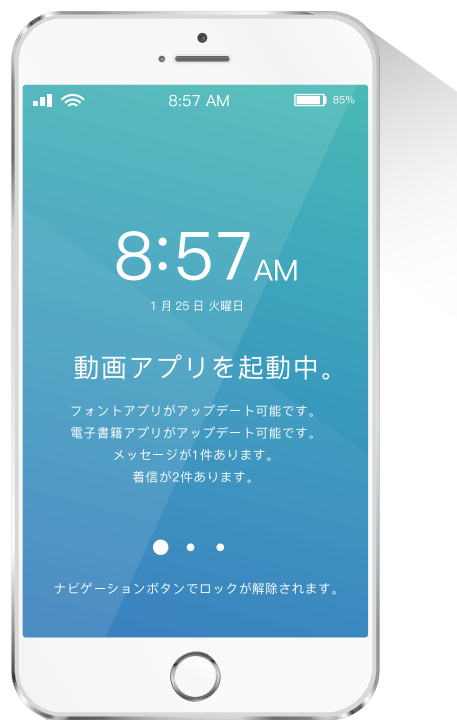 8:57 AM
85%
8:57 AM
1 月 25 日 火曜日
動画アプリを起動中。
フォントアプリがアップデート可能です。
電子書籍アプリがアップデート可能です。
メッセージが1件あります。
着信が2件あります。
ナビゲーションボタンでロックが解除されます。